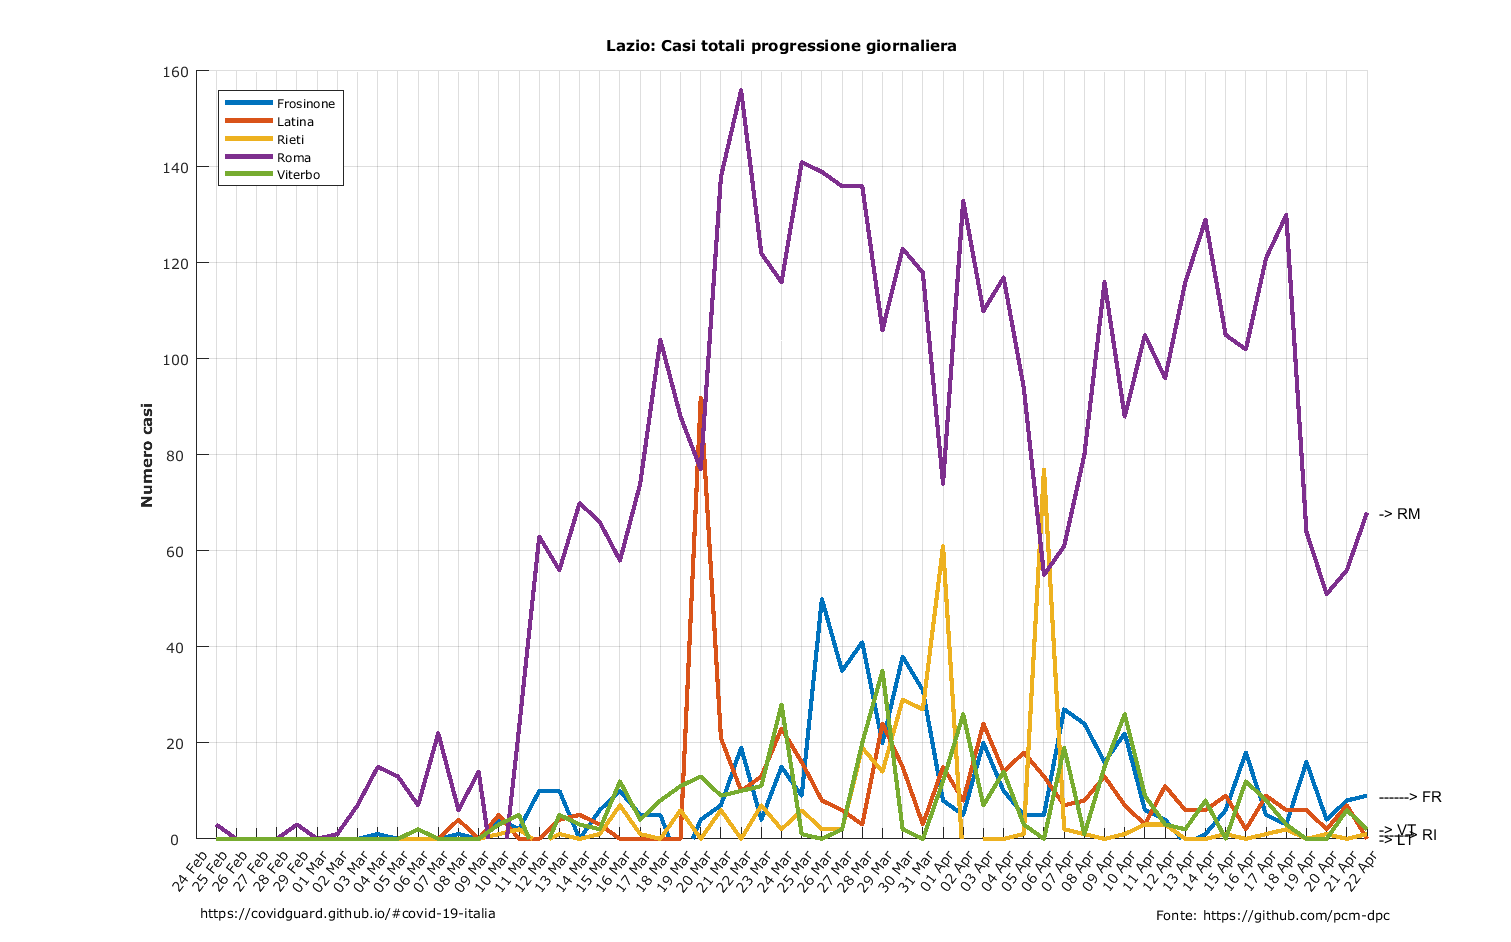 Lazio: Casi totali progressione giornaliera
Numero casi
160
140
120
100
80
60
40
20
0
Frosinone
Latina
Rieti
Roma
Viterbo
-> RM
------> FR
-> VT
------> RI
-> LT
24 Feb
25 Feb
26 Feb
27 Feb
28 Feb
29 Feb
01 Mar
02 Mar
03 Mar
04 Mar
05 Mar
06 Mar
07 Mar
08 Mar
09 Mar
10 Mar
11 Mar
12 Mar
13 Mar
14 Mar
15 Mar
16 Mar
17 Mar
18 Mar
19 Mar
20 Mar
21 Mar
22 Mar
23 Mar
24 Mar
25 Mar
26 Mar
27 Mar
28 Mar
29 Mar
30 Mar
31 Mar
01 Apr
02 Apr
03 Apr
04 Apr
05 Apr
06 Apr
07 Apr
08 Apr
09 Apr
10 Apr
11 Apr
12 Apr
13 Apr
14 Apr
15 Apr
16 Apr
17 Apr
18 Apr
19 Apr
20 Apr
21 Apr
22 Apr
https://covidguard.github.io/#covid-19-italia
Fonte: https://github.com/pcm-dpc